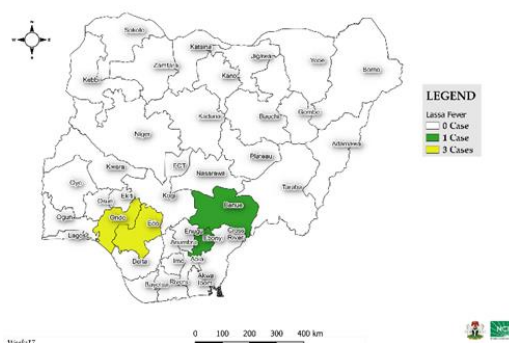 Sokoto
Katsina
Jigawa
Yobe
Borno
Zamfara
Kano
Kebbi
Kaduna
Bauchi
Gombe
Niger
Adamawa
Plateau
Kwara
FCT
Nasarawa
Oyo
Taraba
Ekiti
Kogi
Benue
Osun
Ondo
Edo
Ogun
Enugu
Cross
River
Lagos
Anambra
Ebony
Delta
Imo
Abia
Akwa
Ibom
Bayelsa
Rivers
LEGEND
Lassa Fever
0 Case
1 Case
3 Cases
0 100 200 300 400 km